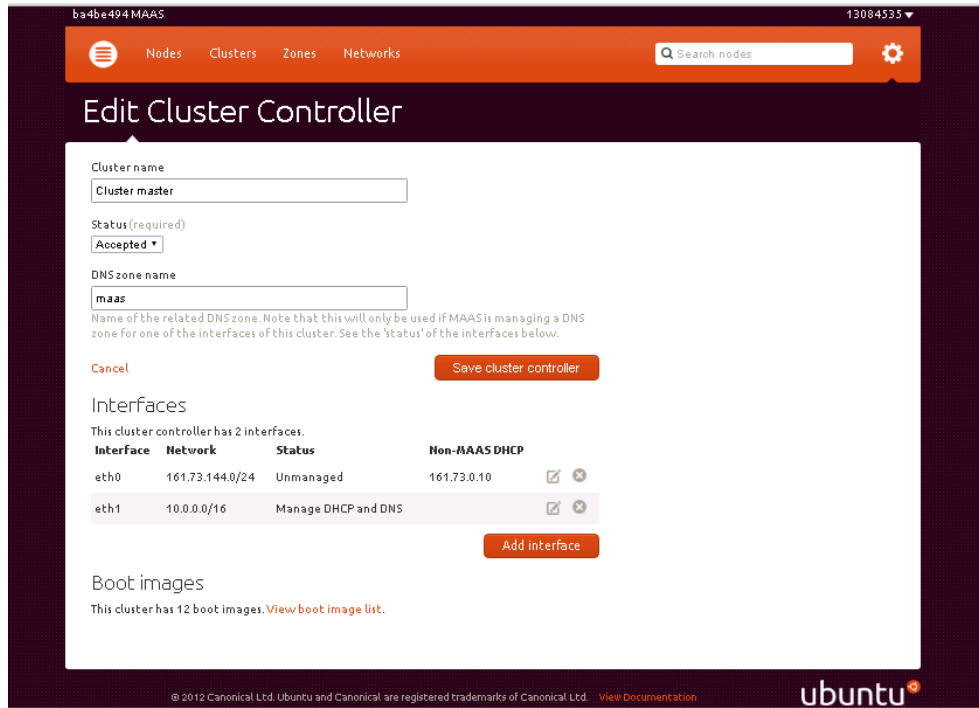 ba4be494 MAAS 13084535
Nodes Clusters Zones Networks Search nodes
Edit Cluster Controller
Cluster name
Cluster master
Status (required)
Accepted
DNS zone name
maas
Name of the related DNS zone. Note that this will only be used if MAAS is managing a DNS
zone for one of the interfaces of this cluster. See the 'status' of the interfaces below.
Cancel Save cluster controller
Interfaces
This cluster controller has 2 interfaces.
Interface Network Status Non-MAAS DHCP
eth0 161.73.144.0/24 Unmanaged 161.73.0.10
eth1 10.0.0.0/16 Manage DHCP and DNS
Add interface
Boot images
This cluster has 12 boot images. View boot image list.
© 2012 Canonical Ltd. Ubuntu and Canonical are registered trademarks of Canonical Ltd. View Documentation ubuntu